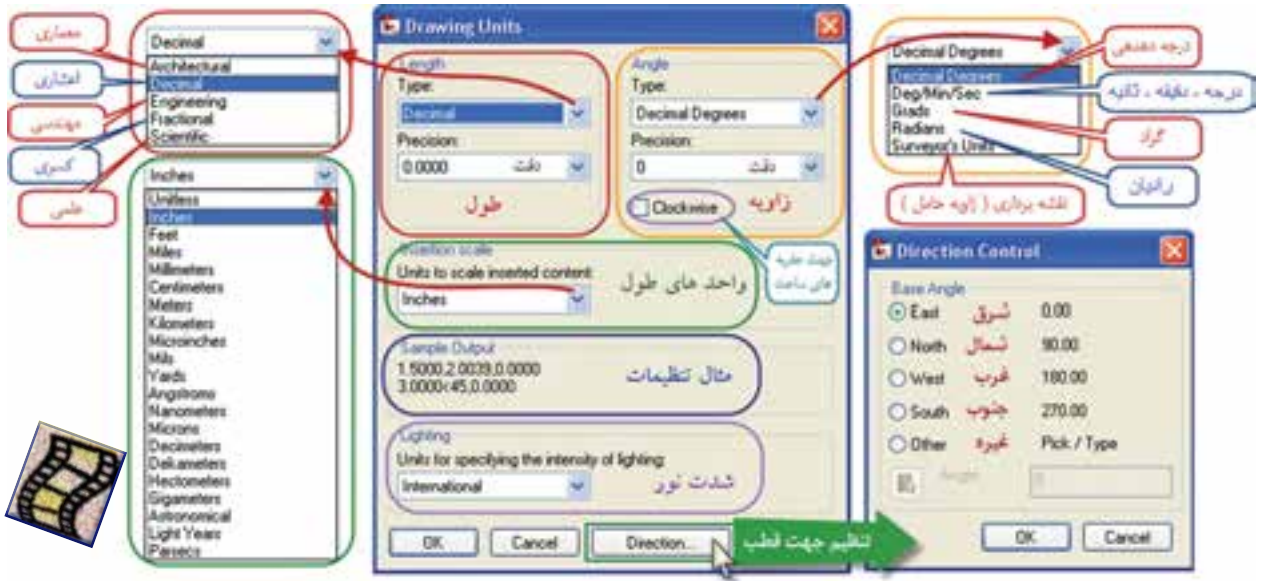 معماری
اعشاری
مهندسی
کسری
علمی
Decimal
Architectural
Decimal
Engineering
Fractional
Scientific
Inches
Unitless
Inches
Feet
Miles
Millimeters
Centimeters
Meters
Kilometers
Microinches
Mils
Yards
Angstroms
Nanometers
Microns
Decimeters
Dekameters
Hectometers
Gigameters
Astronomical
Light Years
Parsecs
Drawing Units
Length
Type:
Decimal
Precision:
0.0000 دقت
طول
Angle
Type:
Decimal Degrees
Precision:
0 دقت
Clockwise زاویه
جهت عقربه
های ساعت
Insertion scale
Units to scale inserted content:
Inches
واحد های طول
Sample Output
1.5000,2.0039,0.0000
3.0000<45,0.0000
مثال تنظیمات
Lighting
Units for specifying the intensity of lighting:
International
شدت نور
OK
Cancel
Direction...
تنظیم جهت قطب
Decimal Degrees
Decimal Degrees
Deg/Min/Sec
Grads
Radians
Surveyor's Units
درجه دهدهی
درجه ، دقیقه ، ثانیه
گراد
رادیان
نقشه برداری ( زاویه حامل )
Direction Control
Base Angle
East شرق 0.00
North شمال 90.00
West غرب 180.00
South جنوب 270.00
Other غیره Pick / Type
Angle:
0
OK
Cancel